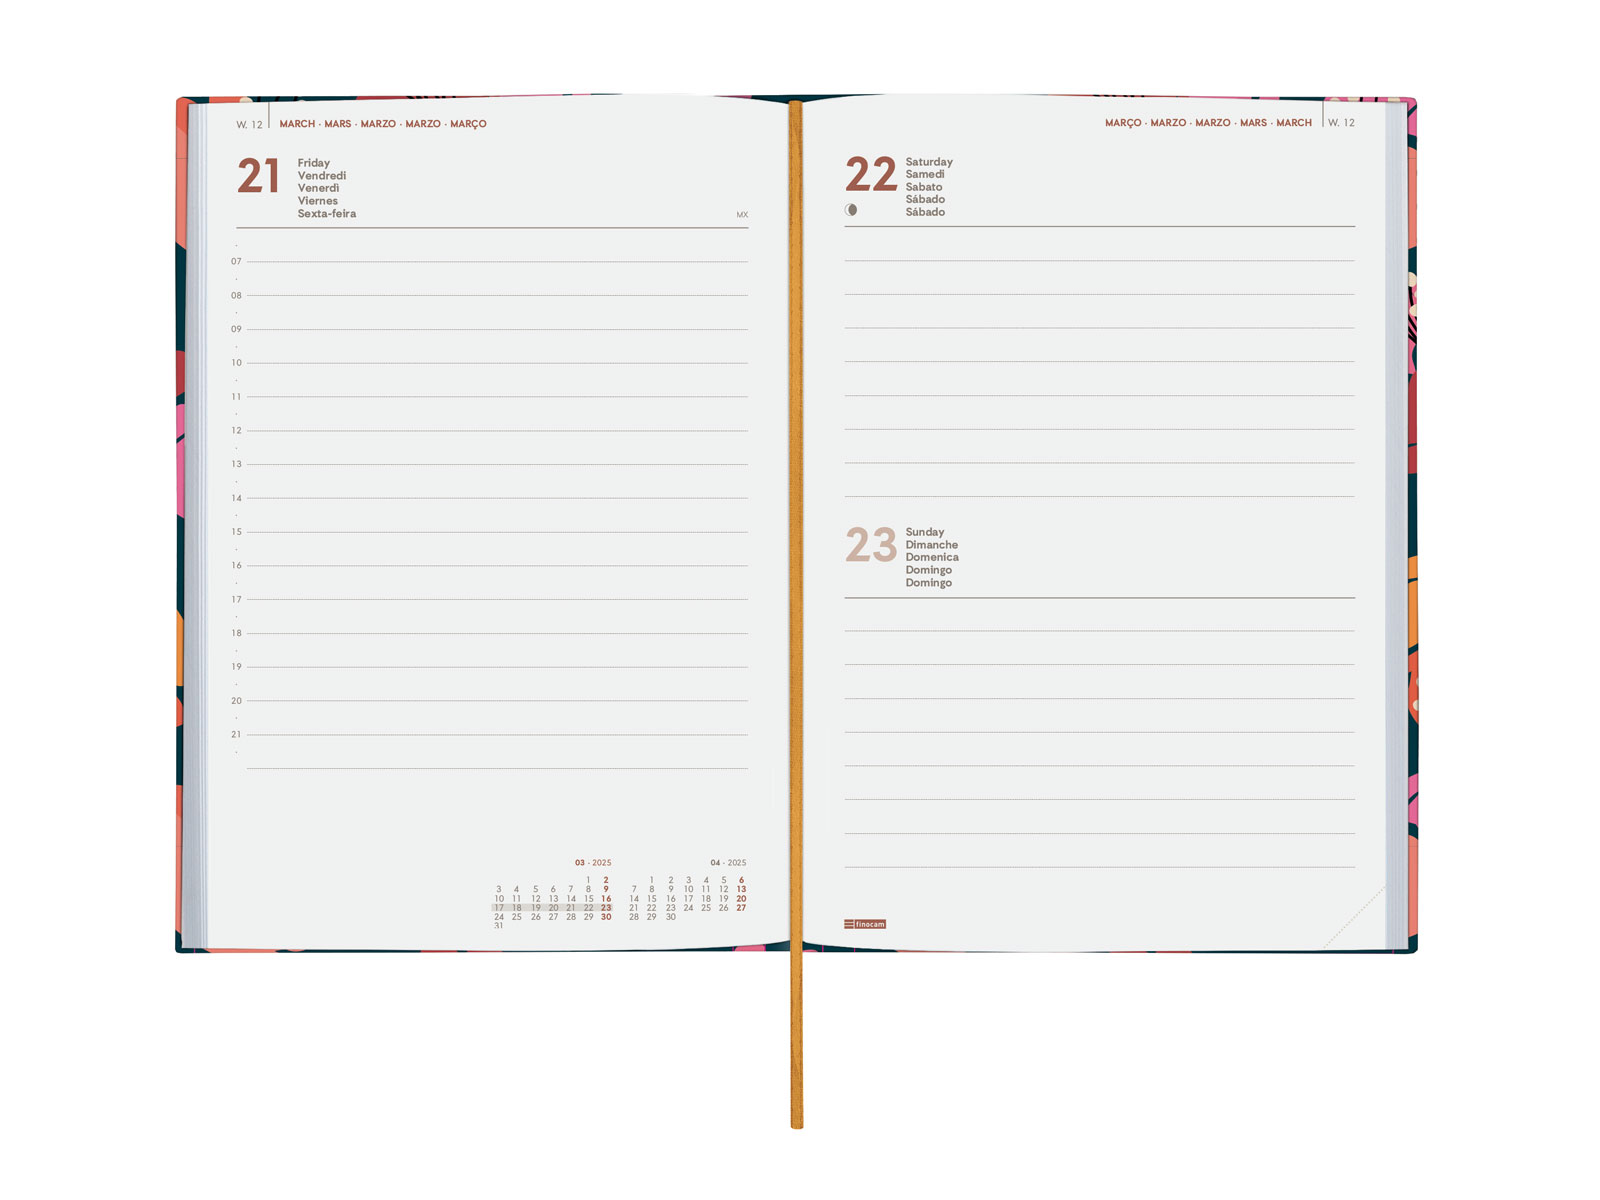 W. 12 MARCH · MARS · MARZO · MARZO · MARÇO
21
Friday
Vendredi
Venerdì
Viernes
Sexta-feira
MX
07
08
09
10
11
12
13
14
15
16
17
18
19
20
21
03 - 2025
1 2
3 4 5 6 7 8 9
10 11 12 13 14 15 16
17 18 19 20 21 22 23
24 25 26 27 28 29 30
31
04 - 2025
1 2 3 4 5 6
7 8 9 10 11 12 13
14 15 16 17 18 19 20
21 22 23 24 25 26 27
28 29 30
MARÇO · MARZO · MARZO · MARS · MARCH W. 12
22
Saturday
Samedi
Sabato
Sábado
Sábado
23
Sunday
Dimanche
Domenica
Domingo
Domingo
finocam